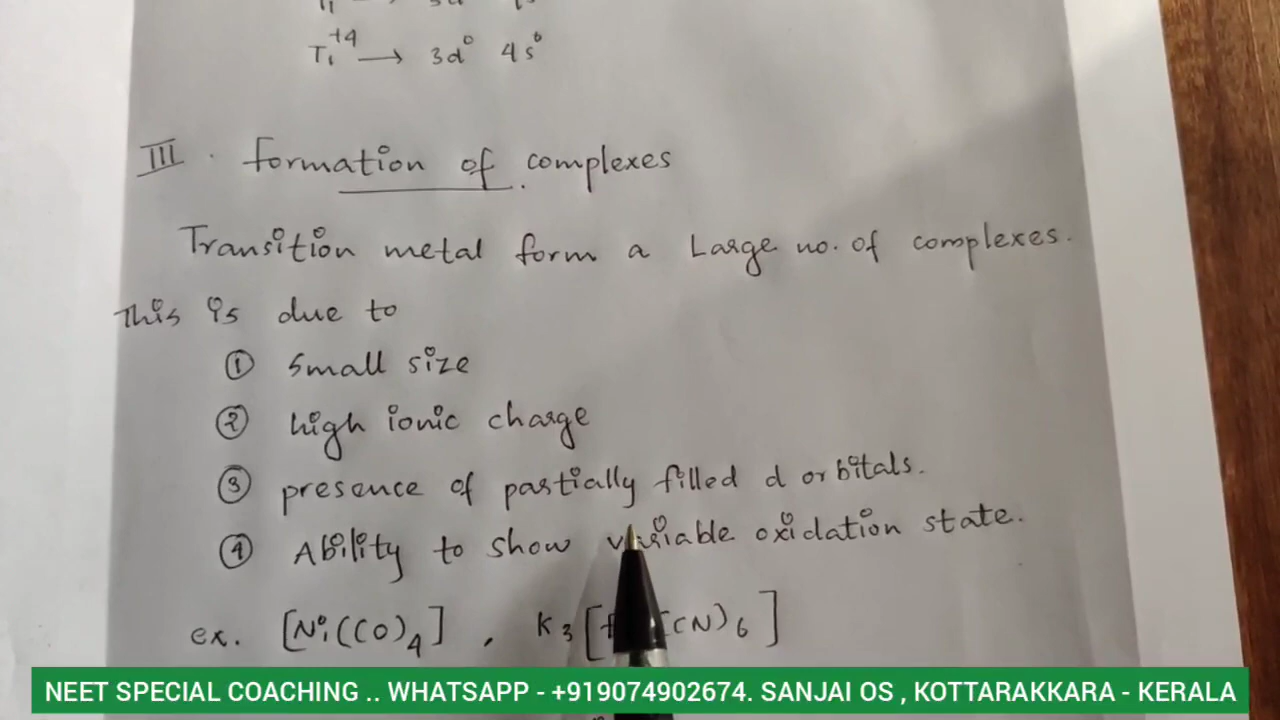 Ti+4 → 3d0 4s0
III. Formation of complexes
Transition metal form a Large no. of complexes.
This is due to
① Small size
② high ionic charge
③ presence of partially filled d orbitals.
④ Ability to show variable oxidation state.
ex. [Ni(CO)4] , K3[ (CN)6]
NEET SPECIAL COACHING .. WHATSAPP - +919074902674. SANJAI OS , KOTTARAKKARA - KERALA